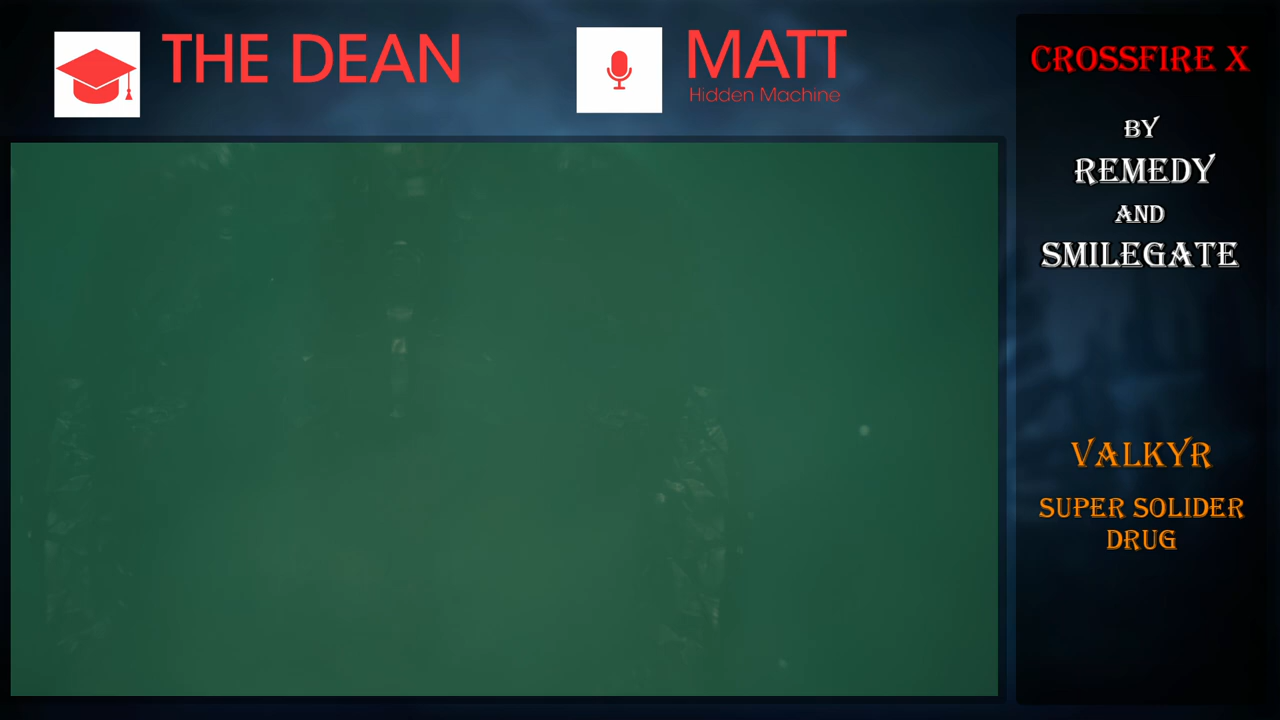 THE DEAN
MATT
Hidden Machine
CROSSFIRE X
BY
REMEDY
AND
SMILEGATE
VALKYR
SUPER SOLIDER
DRUG